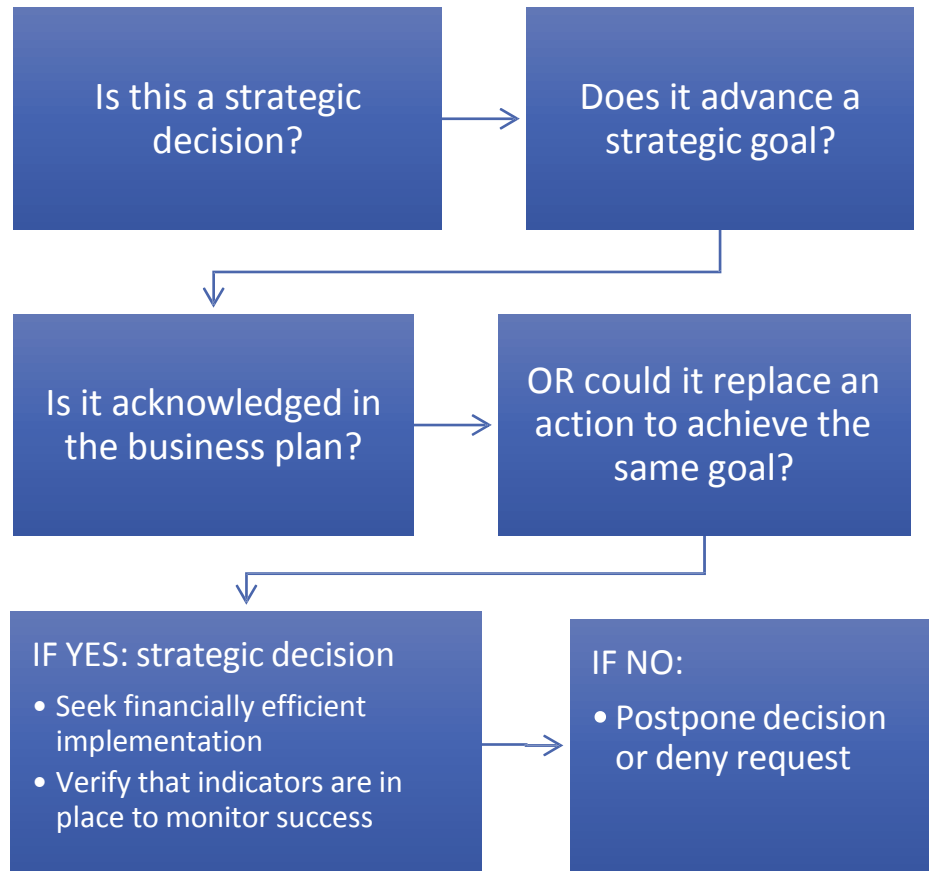 Is this a strategic
decision?
Does it advance a
strategic goal?
Is it acknowledged in
the business plan?
OR could it replace an
action to achieve the
same goal?
IF YES: strategic decision
• Seek financially efficient
implementation
• Verify that indicators are in
place to monitor success
IF NO:
• Postpone decision
or deny request